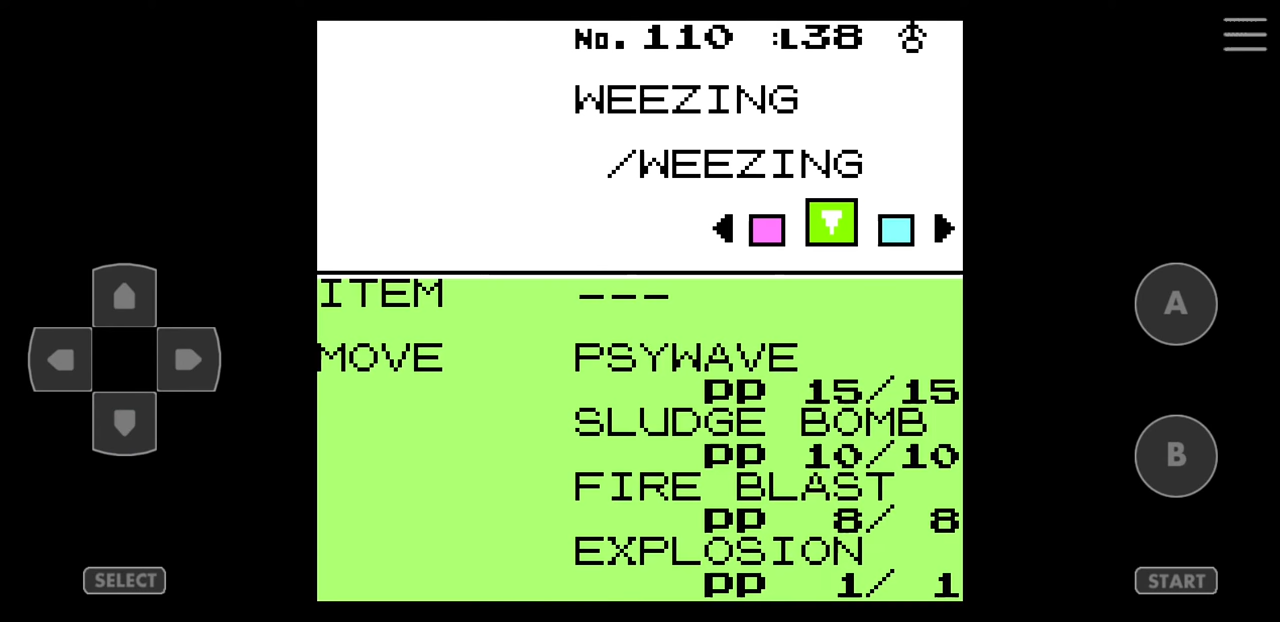 No. 110 :L38
WEEZING
/WEEZING
ITEM ---
MOVE PSYWAVE
PP 15/15
SLUDGE BOMB
PP 10/10
FIRE BLAST
PP 8/ 8
EXPLOSION
PP 1/ 1
A
B
SELECT
START